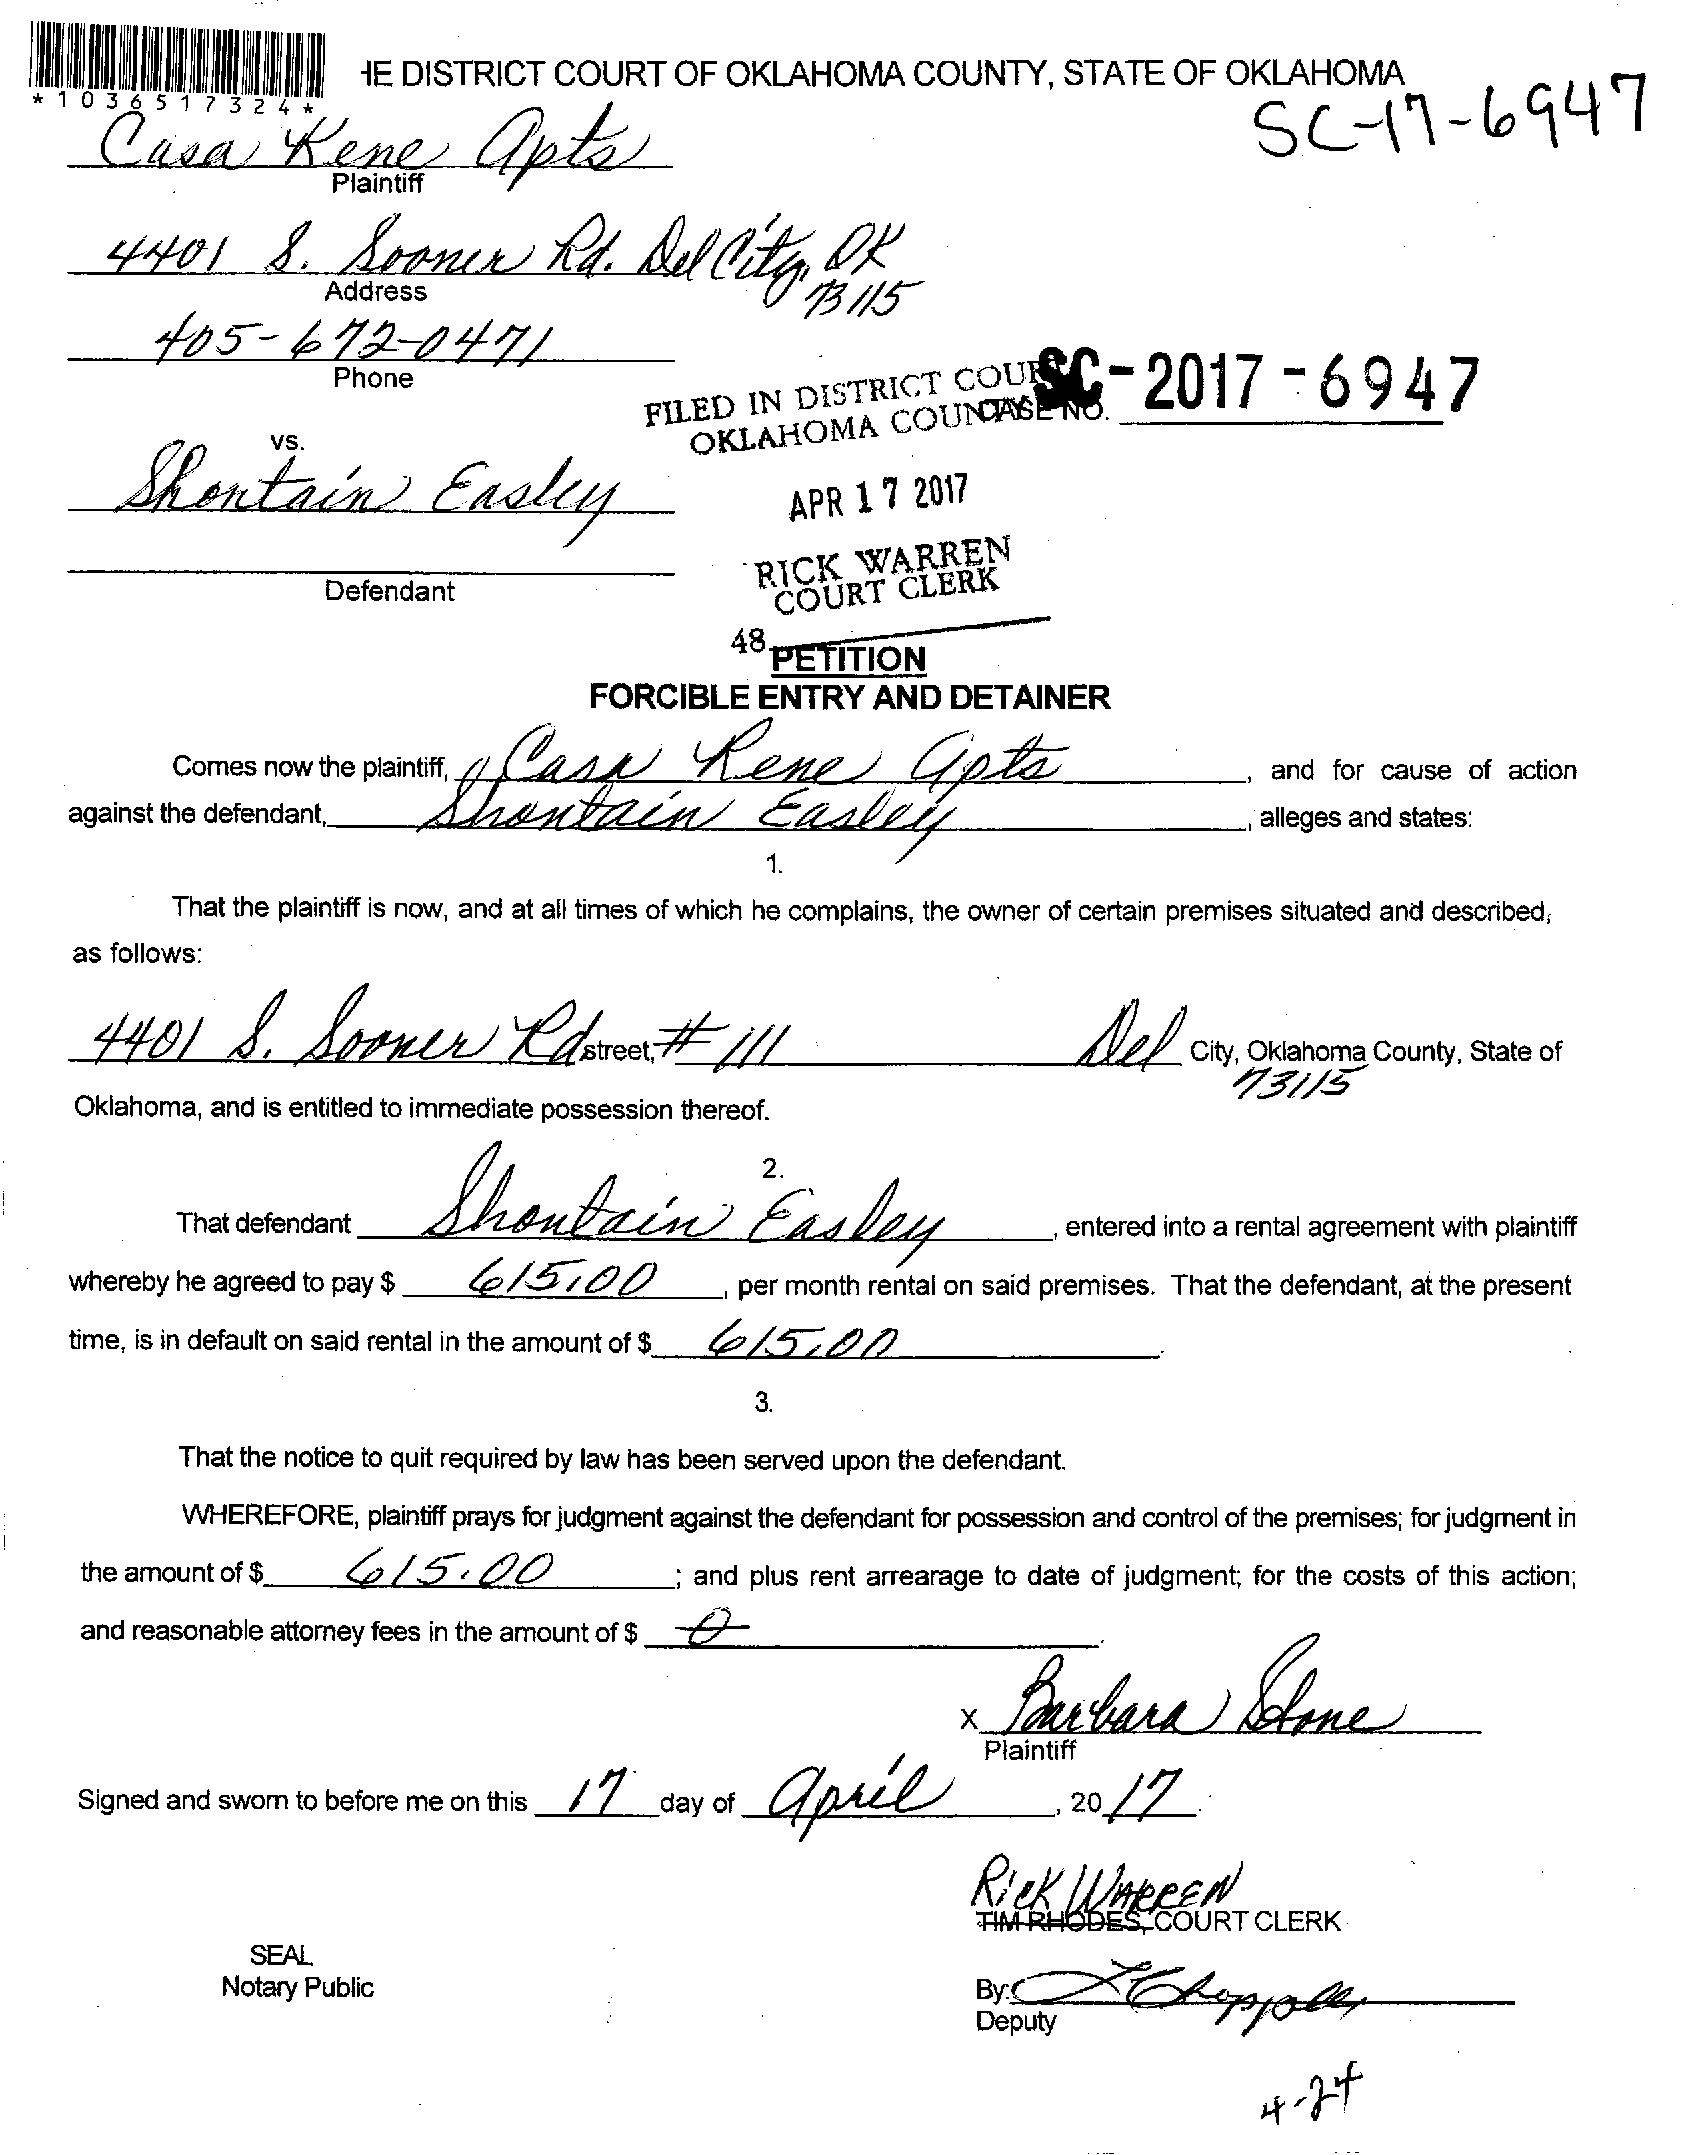 HE DISTRICT COURT OF OKLAHOMA COUNTY, STATE OF OKLAHOMA
*1036517324*
SC-17-6947
Casa Rene Apts
Plaintiff
4401 S. Sooner Rd. Del City, OK
73115
Address
405-672-0471
Phone
FILED IN DISTRICT COURT
OKLAHOMA COUNTY
CASE NO. SC-2017-6947
vs.
Shontain Easley
APR 17 2017
Defendant
RICK WARREN
COURT CLERK
48
PETITION
FORCIBLE ENTRY AND DETAINER
Comes now the plaintiff, Casa Rene Apts, and for cause of action
against the defendant, Shontain Easley, alleges and states:
1.
That the plaintiff is now, and at all times of which he complains, the owner of certain premises situated and described,
as follows:
4401 S. Sooner Rd street, # 111 Del City, Oklahoma County, State of
73115
Oklahoma, and is entitled to immediate possession thereof.
2.
That defendant Shontain Easley, entered into a rental agreement with plaintiff
whereby he agreed to pay $ 615.00, per month rental on said premises. That the defendant, at the present
time, is in default on said rental in the amount of $ 615.00.
3.
That the notice to quit required by law has been served upon the defendant.
WHEREFORE, plaintiff prays for judgment against the defendant for possession and control of the premises; for judgment in
the amount of $ 615.00; and plus rent arrearage to date of judgment; for the costs of this action;
and reasonable attorney fees in the amount of $ 0.
X Barbara Stone
Plaintiff
Signed and sworn to before me on this 17 day of April, 2017.
RICK WARREN
TIM RHODES, COURT CLERK
SEAL
Notary Public
By:
Deputy
4-24